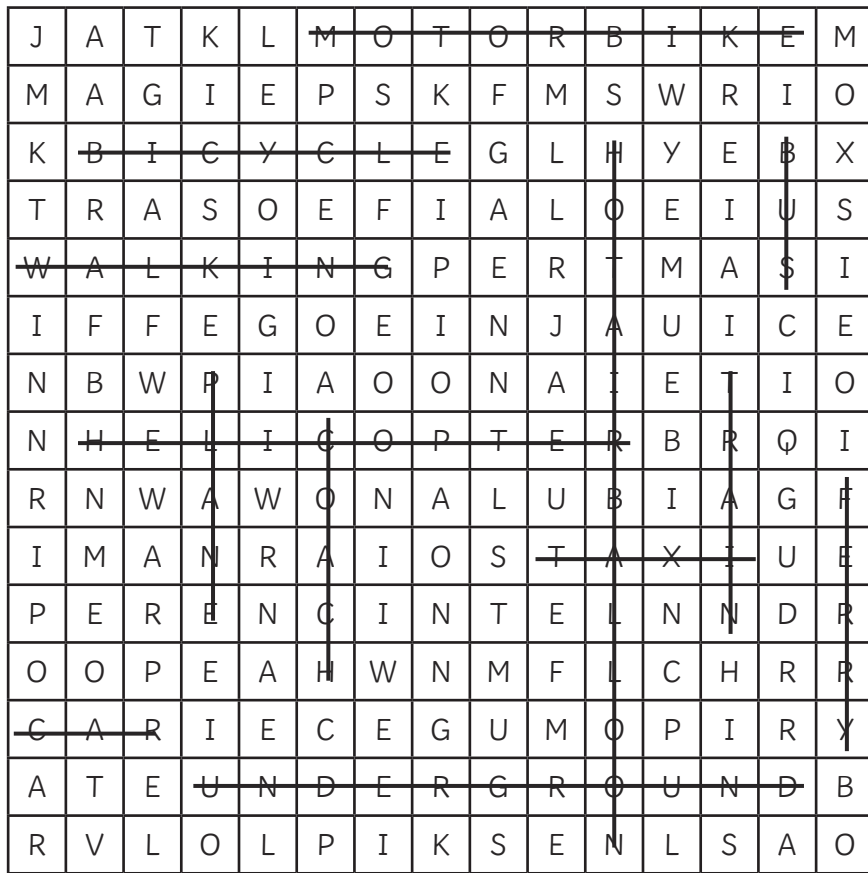 J A T K L M O T O R B I K E M
M A G I E P S K F M S W R I O
K B I C Y C L E G L H Y E B X
T R A S O E F I A L O E I U S
W A L K I N G P E R T M A S I
I F F E G O E I N J A U I C E
N B W P I A O O N A I E T I O
N H E L I C O P T E R B R Q I
R N W A W O N A L U B I A G F
I M A N R A I O S T A X I U E
P E R E N C I N T E L N N D R
O O P E A H W N M F L C H R R
C A R I E C E G U M O P I R Y
A T E U N D E R G R O U N D B
R V L O L P I K S E N L S A O